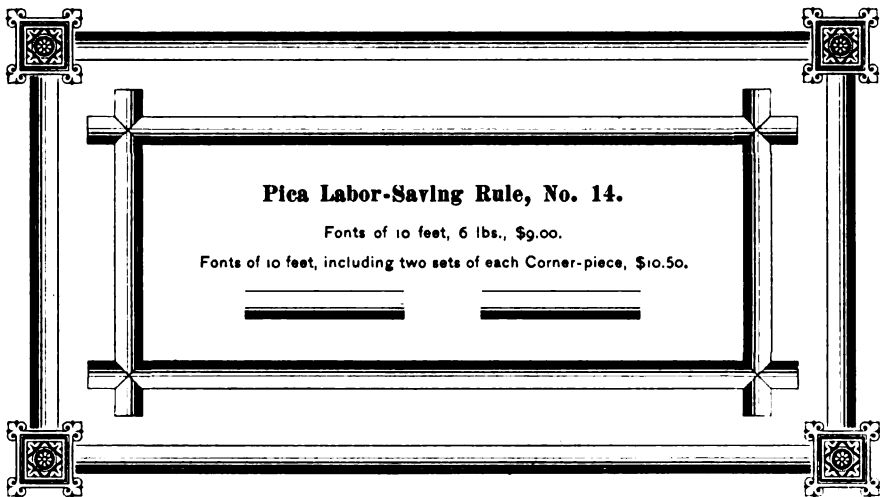 Pica Labor-Saving Rule, No. 14.
Fonts of 10 feet, 6 lbs., $9.00.
Fonts of 10 feet, including two sets of each Corner-piece, $10.50.